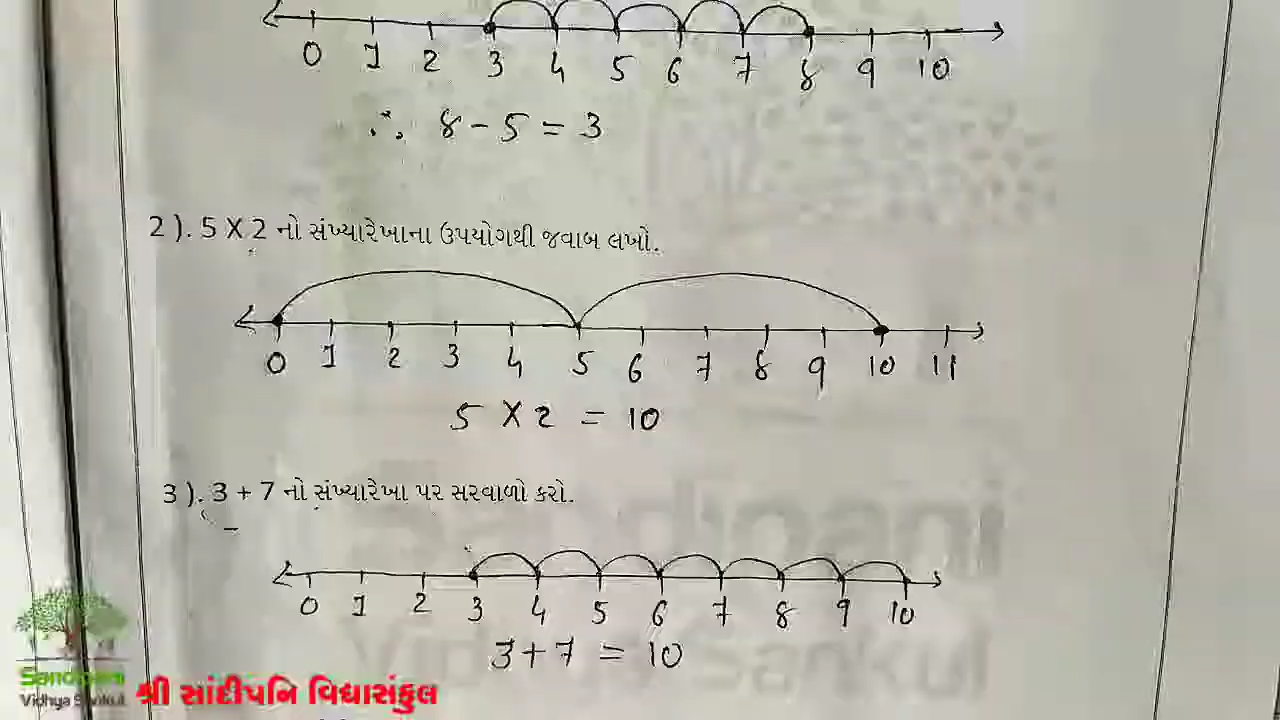 0 1 2 3 4 5 6 7 8 9 10
∴ 8 - 5 = 3
2). 5 X 2 નો સંખ્યારેખાના ઉપયોગથી જવાબ લખો.
0 1 2 3 4 5 6 7 8 9 10 11
5 X 2 = 10
3). 3 + 7 નો સંખ્યારેખા પર સરવાળો કરો.
0 1 2 3 4 5 6 7 8 9 10
3+7 = 10
Sandipani
Vidhya Sankul
શ્રી સાંદીપનિ વિદ્યાસંકુલ